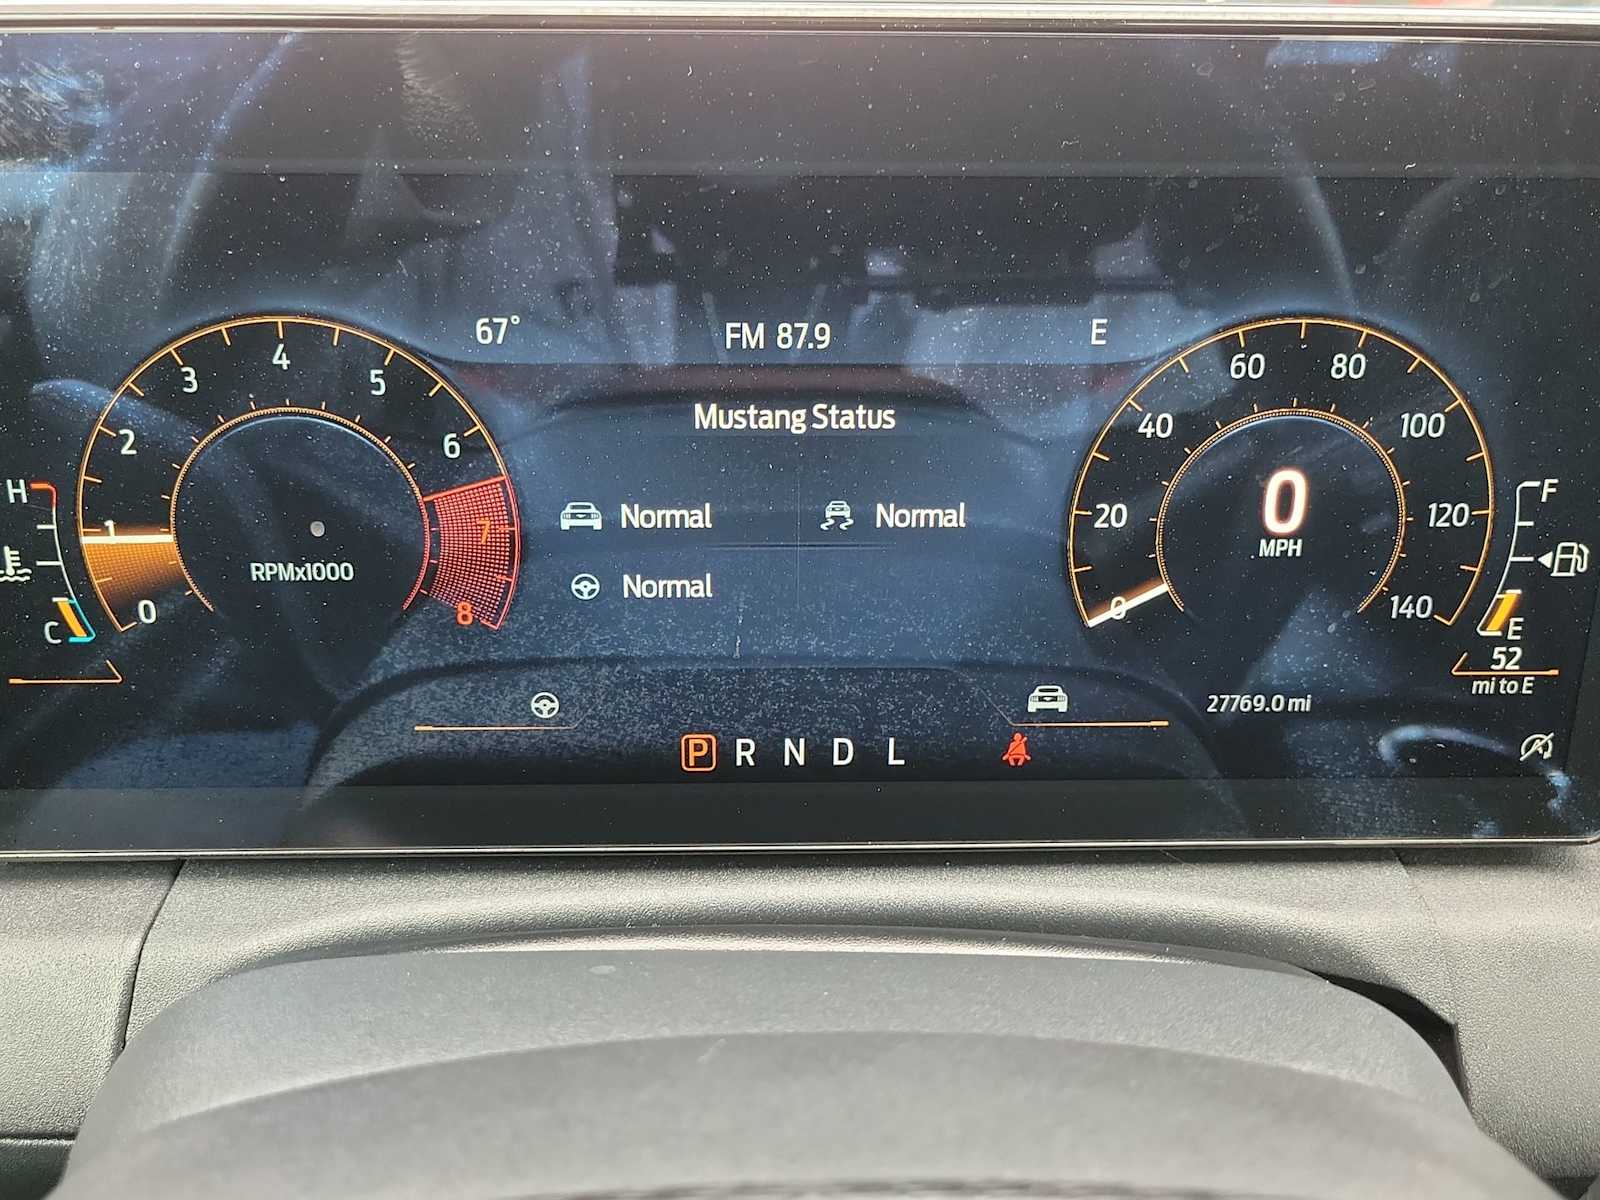 67° FM 87.9 E
Mustang Status
Normal Normal
Normal
0
1
2
3
4
5
6
7
8
RPMx1000
H
C
0
20
40
60
80
100
120
140
0
MPH
F
E
52
mi to E
27769.0 mi
P R N D L